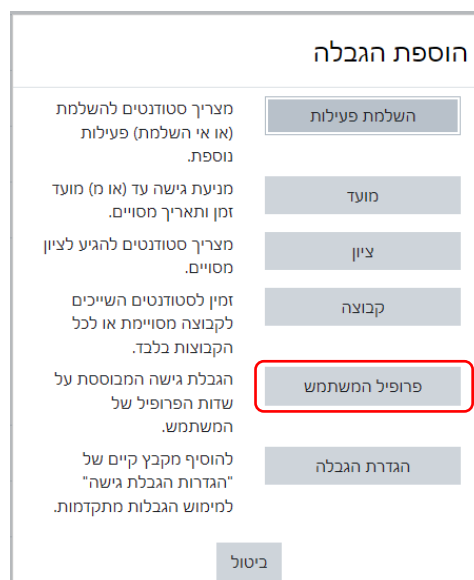 הוספת הגבלה
השלמת פעילות
מצריך סטודנטים להשלמת
(או אי השלמת) פעילות
נוספת.
מועד
מניעת גישה עד (או מ) מועד
זמן ותאריך מסויים.
ציון
מצריך סטודנטים להגיע לציון
מסויים.
קבוצה
זמין לסטודנטים השייכים
לקבוצה מסויימת או לכל
הקבוצות בלבד.
פרופיל המשתמש
הגבלת גישה המבוססת על
שדות הפרופיל של
המשתמש.
הגדרת הגבלה
להוסיף מקבץ קיים של
"הגדרות הגבלת גישה"
למימוש הגבלות מתקדמות.
ביטול